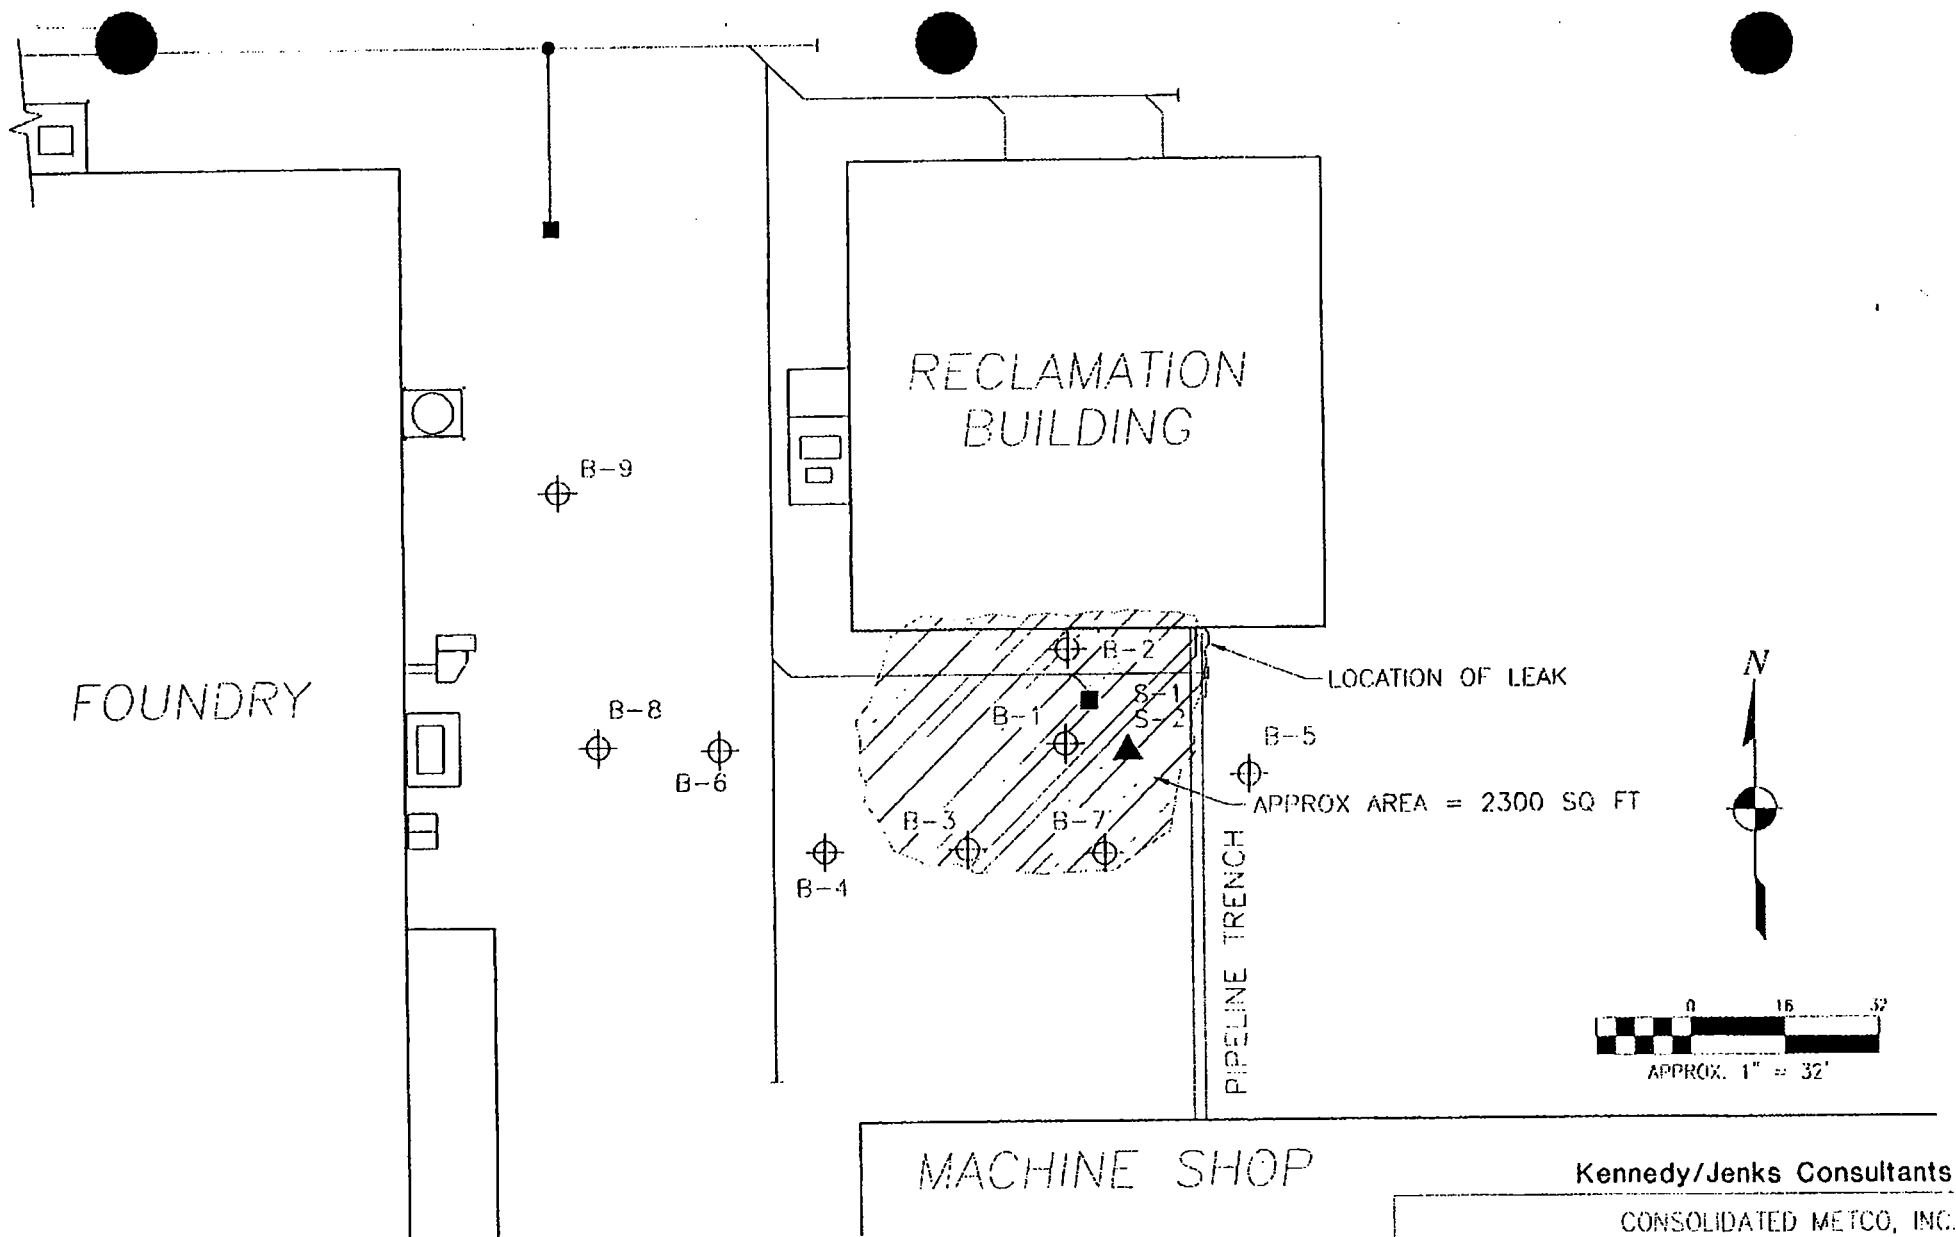 RECLAMATION
BUILDING
B-9
FOUNDRY
B-2
LOCATION OF LEAK
N
S-1
S-2
B-1
B-8
B-6
B-5
APPROX AREA = 2300 SQ FT
B-3
B-7
B-4
PIPELINE TRENCH
0 16 32
APPROX. 1" = 32'
MACHINE SHOP
Kennedy/Jenks Consultants
CONSOLIDATED METCO, INC.